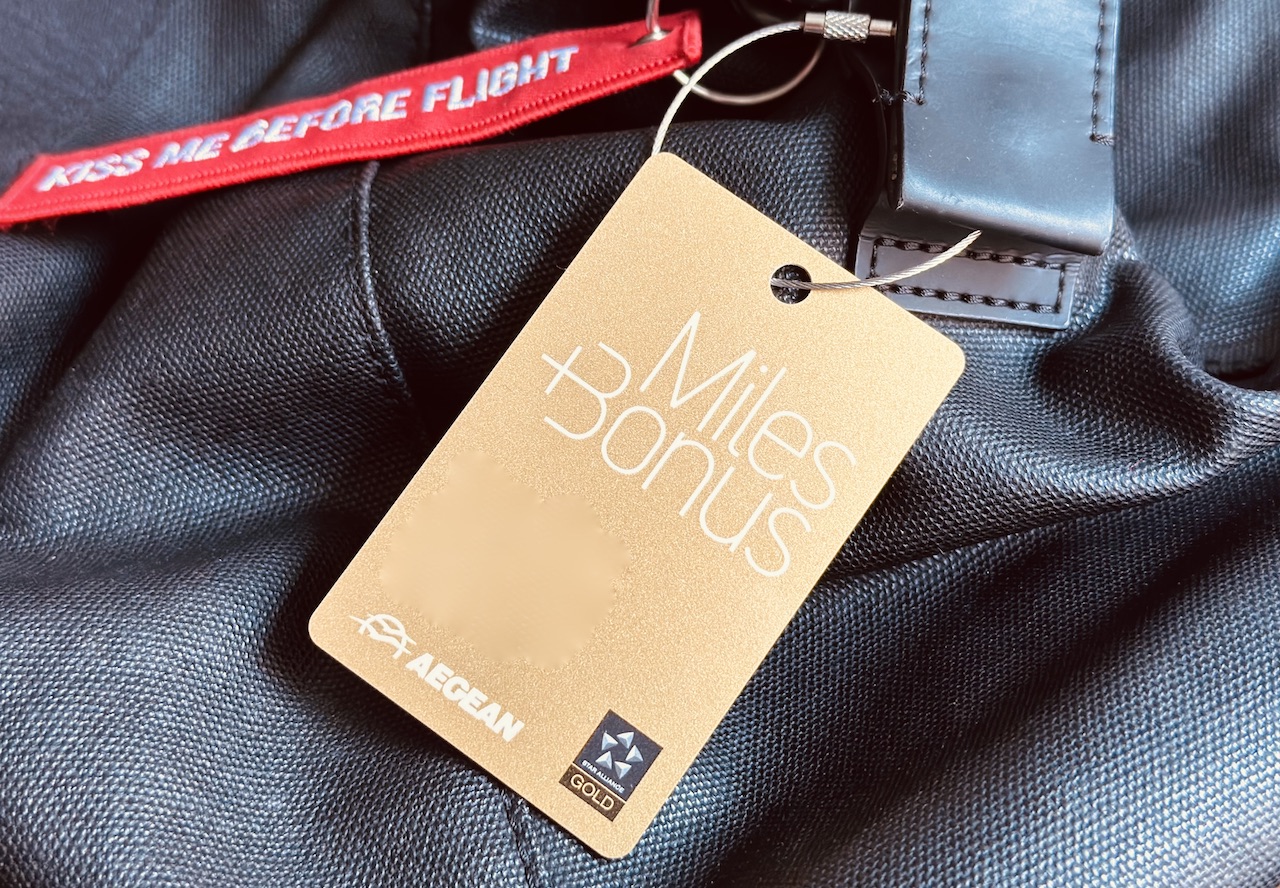 KISS ME BEFORE FLIGHT
Miles
+Bonus
AEGEAN
STAR ALLIANCE
GOLD